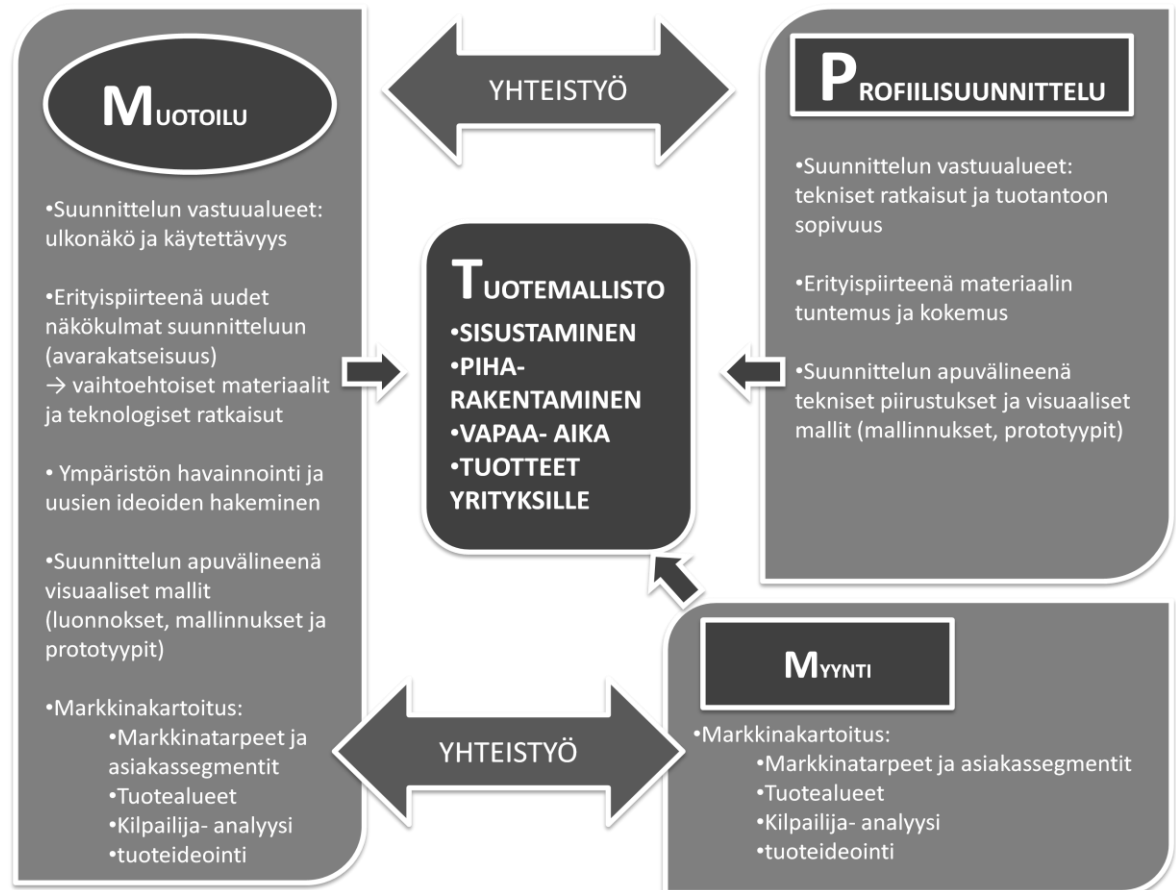 MUOTOILU
•Suunnittelun vastuualueet:
ulkonäkö ja käytettävyys
•Erityispiirteenä uudet
näkökulmat suunnitteluun
(avarakatseisuus)
→ vaihtoehtoiset materiaalit
ja teknologiset ratkaisut
• Ympäristön havainnointi ja
uusien ideoiden hakeminen
•Suunnittelun apuvälineenä
visuaaliset mallit
(luonnokset, mallinnukset ja
prototyypit)
•Markkinakartoitus:
•Markkinatarpeet ja
asiakassegmentit
•Tuotealueet
•Kilpailija- analyysi
•tuoteideointi
YHTEISTYÖ
TUOTEMALLISTO
•SISUSTAMINEN
•PIHA-
RAKENTAMINEN
•VAPAA- AIKA
•TUOTTEET
YRITYKSILLE
YHTEISTYÖ
PROFIILISUUNNITTELU
•Suunnittelun vastuualueet:
tekniset ratkaisut ja tuotantoon
sopivuus
•Erityispiirteenä materiaalin
tuntemus ja kokemus
•Suunnittelun apuvälineenä
tekniset piirustukset ja visuaaliset
mallit (mallinnukset, prototyypit)
MYYNTI
•Markkinakartoitus:
•Markkinatarpeet ja asiakassegmentit
•Tuotealueet
•Kilpailija- analyysi
•tuoteideointi